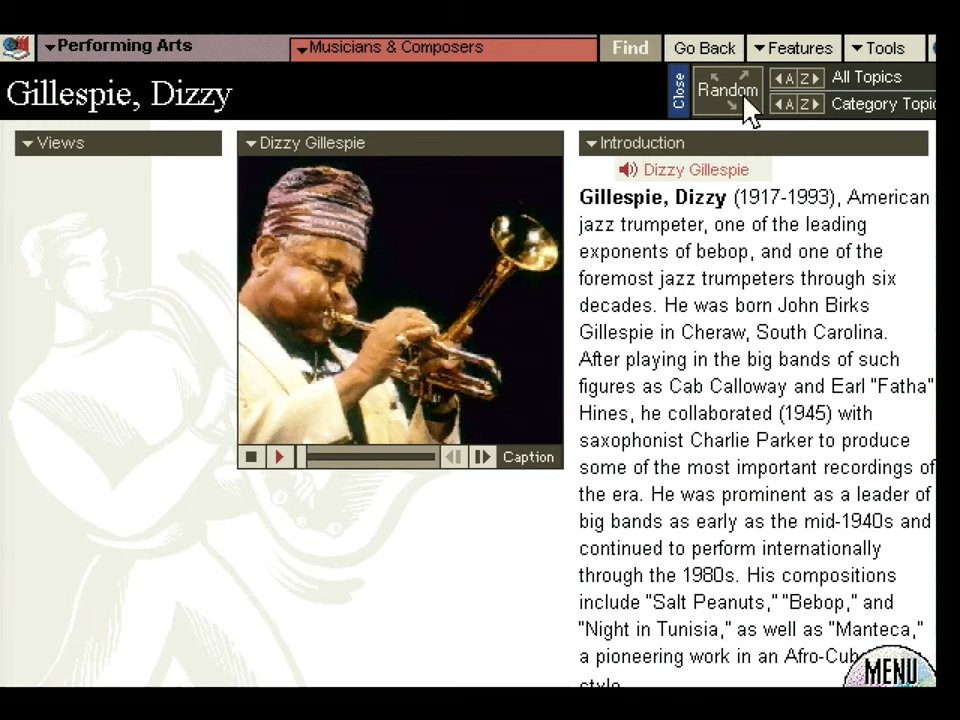 Performing Arts
Musicians & Composers
Find
Go Back
Features
Tools
Gillespie, Dizzy
Close
Random
A Z
All Topics
A Z
Category Topic
Views
Dizzy Gillespie
Caption
Introduction
Dizzy Gillespie
Gillespie, Dizzy (1917-1993), American
jazz trumpeter, one of the leading
exponents of bebop, and one of the
foremost jazz trumpeters through six
decades. He was born John Birks
Gillespie in Cheraw, South Carolina.
After playing in the big bands of such
figures as Cab Calloway and Earl "Fatha"
Hines, he collaborated (1945) with
saxophonist Charlie Parker to produce
some of the most important recordings of
the era. He was prominent as a leader of
big bands as early as the mid-1940s and
continued to perform internationally
through the 1980s. His compositions
include "Salt Peanuts," "Bebop," and
"Night in Tunisia," as well as "Manteca,"
a pioneering work in an Afro-Cub
style
MENU